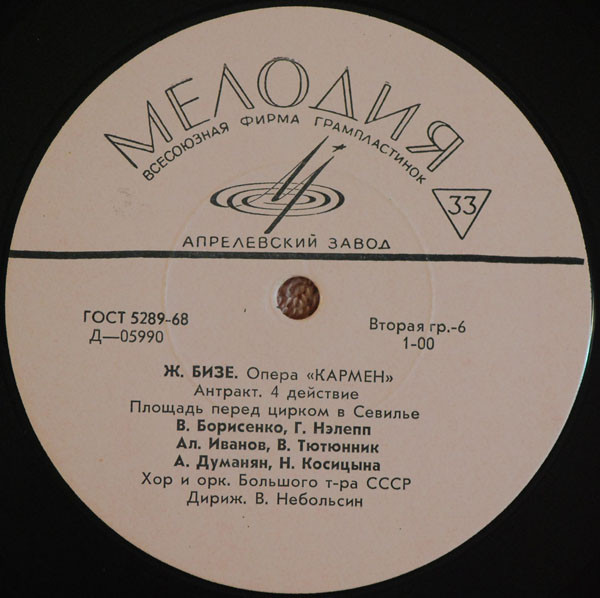 МЕЛОДИЯ
ВСЕСОЮЗНАЯ ФИРМА ГРАМПЛАСТИНОК
33
АПРЕЛЕВСКИЙ ЗАВОД
ГОСТ 5289-68
Д—05990
Вторая гр.-6
1-00
Ж. БИЗЕ. Опера «КАРМЕН»
Антракт. 4 действие
Площадь перед цирком в Севилье
В. Борисенко, Г. Нэлепп
Ал. Иванов, В. Тютюнник
А. Думанян, Н. Косицына
Хор и орк. Большого т-ра СССР
Дириж. В. Небольсин